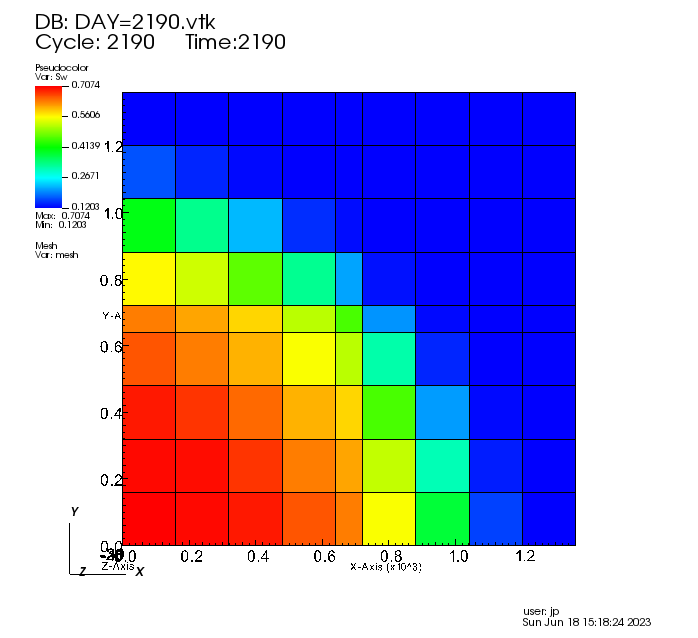 DB: DAY=2190.vtk
Cycle: 2190 Time:2190
Pseudocolor
Var: Sw
0.7074
0.5606
0.4139
0.2671
0.1203
Max: 0.7074
Min: 0.1203
Mesh
Var: mesh
1.2
1.0
0.8
Y-A
0.6
0.4
0.2
0.0
0.0 0.2 0.4 0.6 0.8 1.0 1.2
Z-Axis
X-Axis (x10^3)
Y
Z X
user: jp
Sun Jun 18 15:18:24 2023